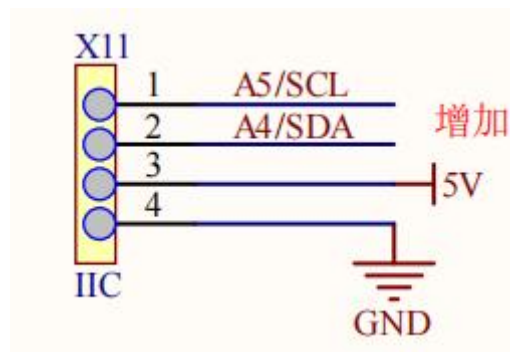 X11
1 A5/SCL
增加
2 A4/SDA
3
5V
4
IIC
GND